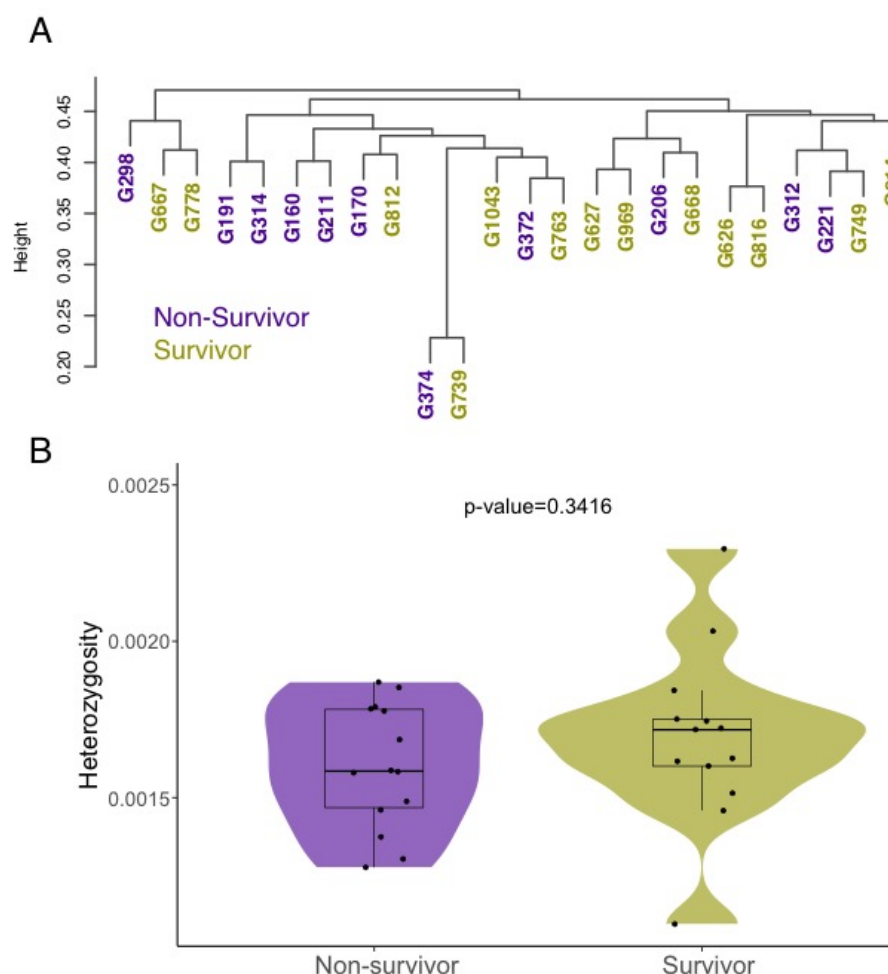 A
Height
0.45
0.40
0.35
0.30
0.25
0.20
G298
G667
G778
G191
G314
G160
G211
G170
G812
G374
G739
G1043
G372
G763
G627
G969
G206
G668
G626
G816
G312
G221
G749
Non-Survivor
Survivor
B
Heterozygosity
0.0025
0.0020
0.0015
p-value=0.3416
Non-survivor
Survivor